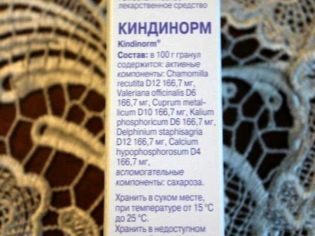 лекарственное средство
КИНДИНОРМ
Kindinorm®
Состав: в 100 г гранул
содержится: активные
компоненты: Chamomilla
recutita D12 166,7 мг,
Valeriana officinalis D6
166,7 мг, Cuprum metal-
licum D10 166,7 мг, Kalium
phosphoricum D6 166,7
мг, Delphinium staphisagria
D12 166,7 мг, Calcium
hypophosphorosum D4
166,7 мг,
вспомогательные
компоненты: сахароза.
Хранить в сухом месте,
при температуре от 15 °C
до 25 °C.
Хранить в недоступном